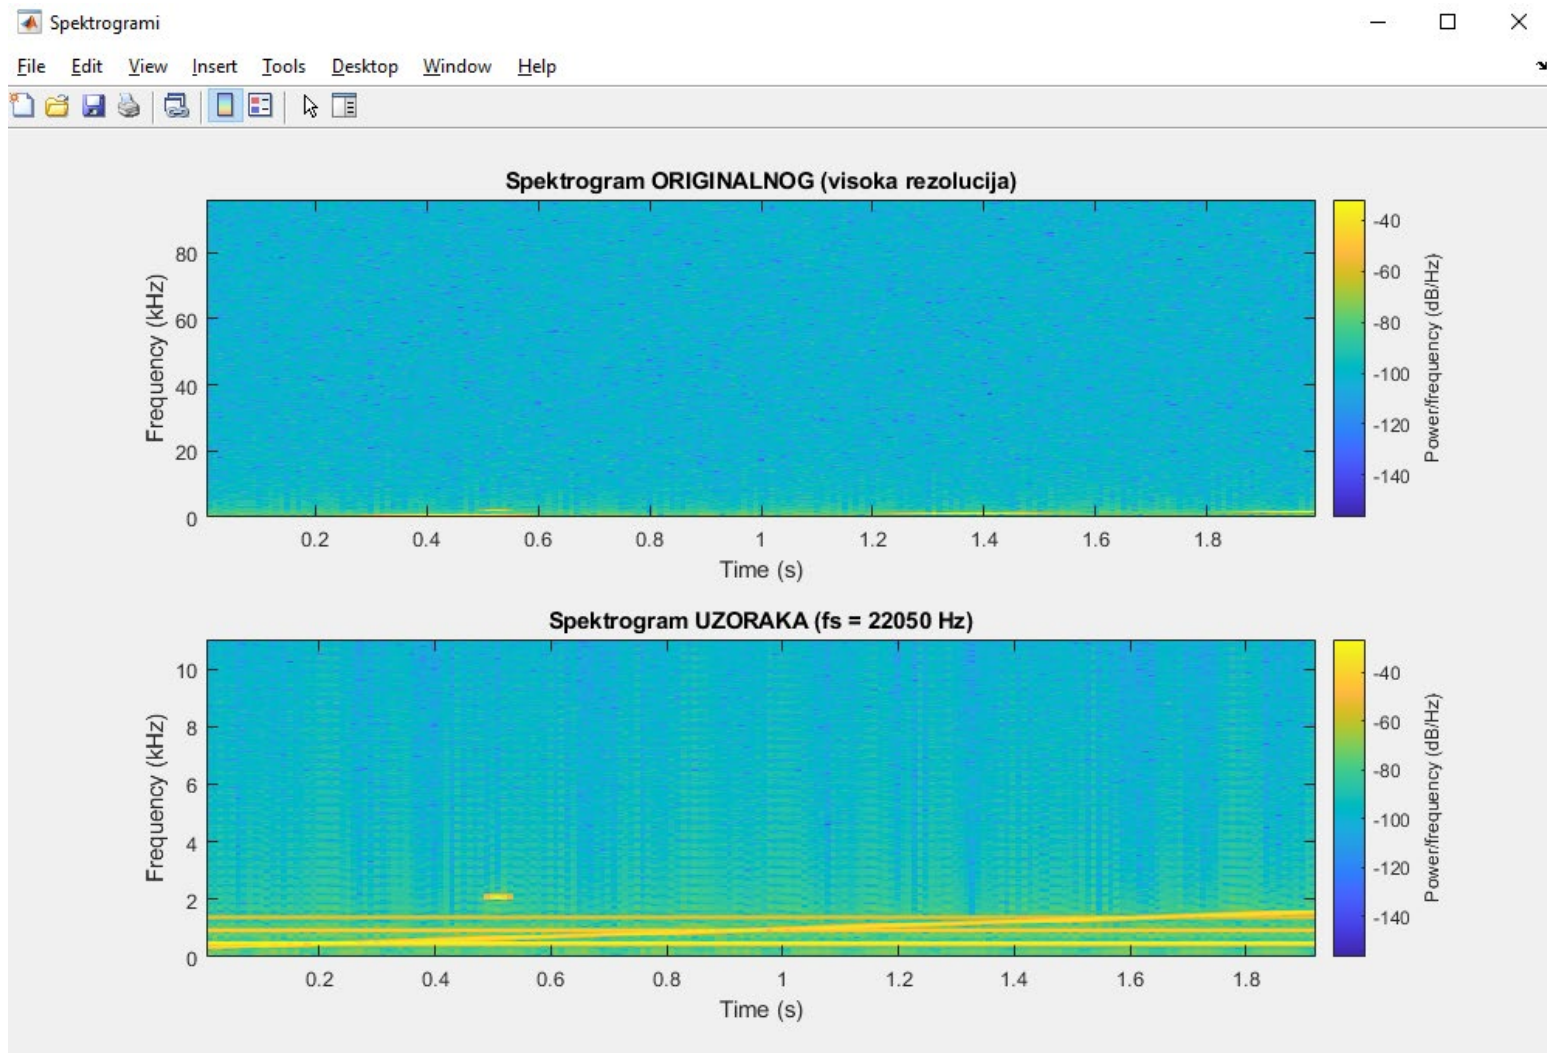 Spektrogrami
File Edit View Insert Tools Desktop Window Help
Spektrogram ORIGINALNOG (visoka rezolucija)
Frequency (kHz)
80
60
40
20
0
0.2 0.4 0.6 0.8 1 1.2 1.4 1.6 1.8
Time (s)
-40
-60
-80
-100
-120
-140
Power/frequency (dB/Hz)
Spektrogram UZORAKA (fs = 22050 Hz)
Frequency (kHz)
10
8
6
4
2
0
0.2 0.4 0.6 0.8 1 1.2 1.4 1.6 1.8
Time (s)
-40
-60
-80
-100
-120
-140
Power/frequency (dB/Hz)